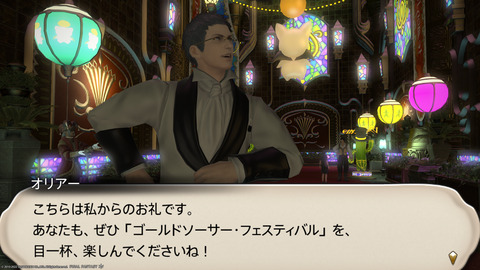 オリアー
こちらは私からのお礼です。
あなたも、ぜひ「ゴールドソーサー・フェスティバル」を、
目一杯、楽しんでくださいね！